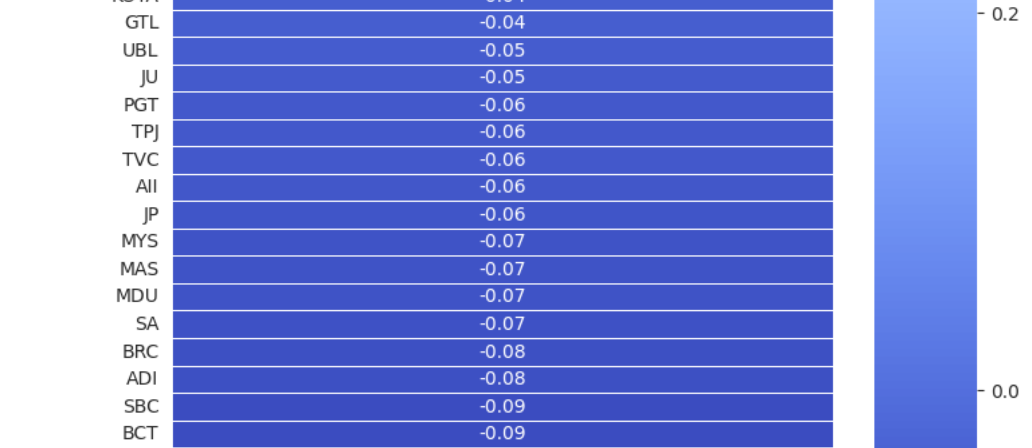 0.2
GTL -0.04
UBL -0.05
JU -0.05
PGT -0.06
TPJ -0.06
TVC -0.06
AII -0.06
JP -0.06
MYS -0.07
MAS -0.07
MDU -0.07
SA -0.07
BRC -0.08
ADI -0.08
0.0
SBC -0.09
BCT -0.09